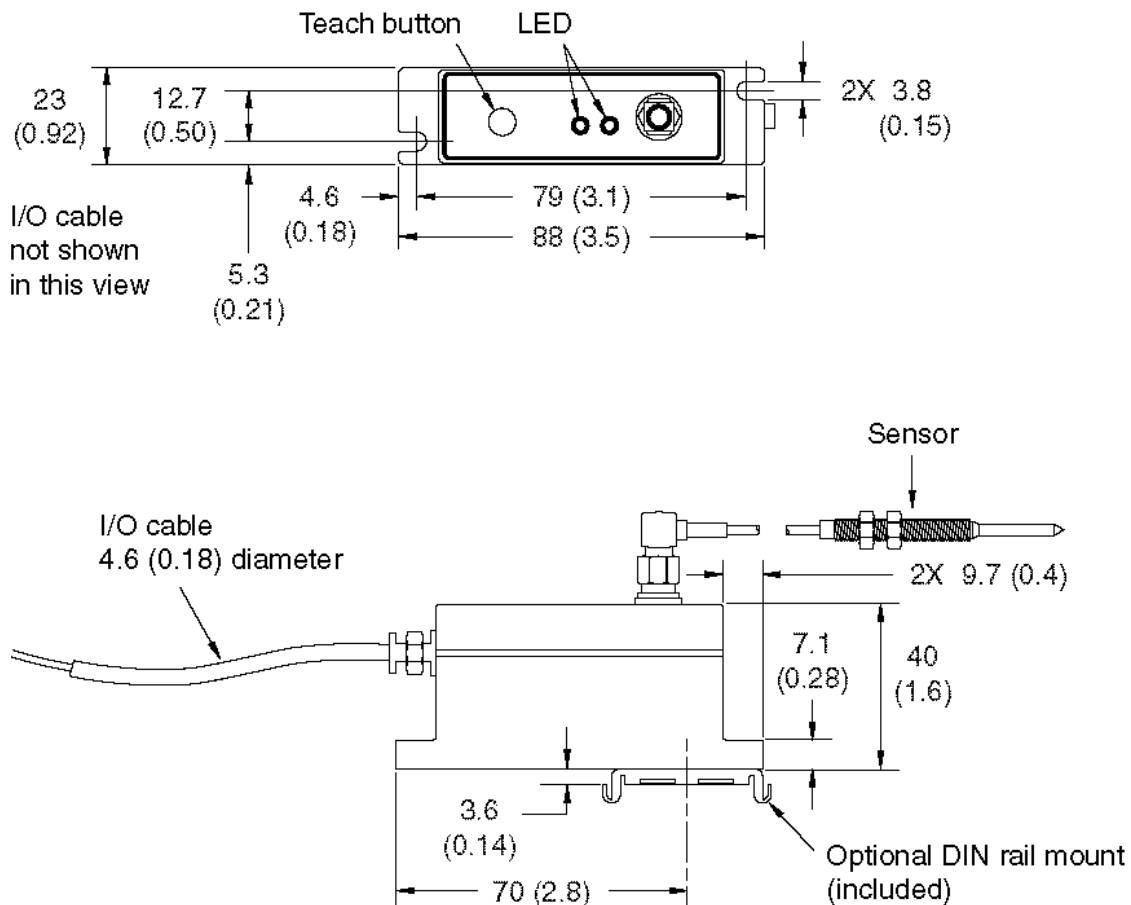 Teach button
LED
23
(0.92)
12.7
(0.50)
2X 3.8
(0.15)
4.6
(0.18)
79 (3.1)
88 (3.5)
I/O cable
not shown
in this view
5.3
(0.21)
Sensor
I/O cable
4.6 (0.18) diameter
2X 9.7 (0.4)
7.1
(0.28)
40
(1.6)
3.6
(0.14)
70 (2.8)
Optional DIN rail mount
(included)